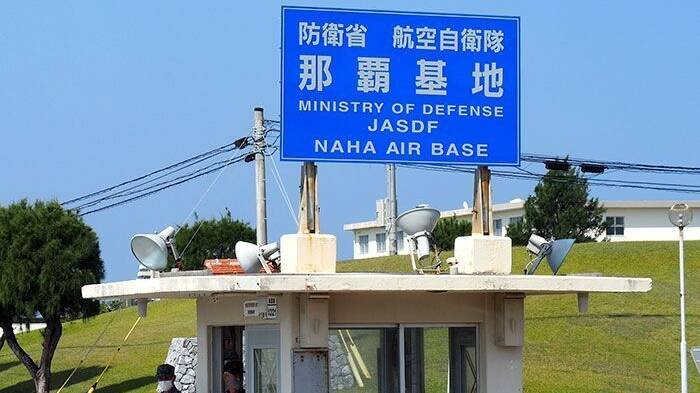 防衛省 航空自衛隊
那覇基地
MINISTRY OF DEFENSE
JASDF
NAHA AIR BASE